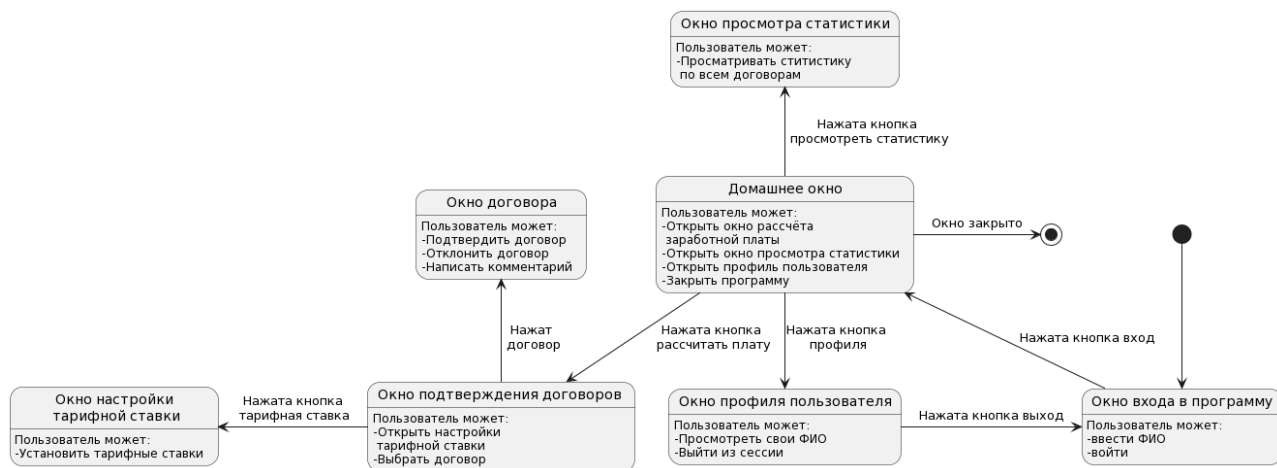 Окно просмотра статистики
Пользователь может:
-Просматривать ститистику
по всем договорам
Нажата кнопка
просмотреть статистику
Домашнее окно
Пользователь может:
-Открыть окно рассчёта
заработной платы
-Открыть окно просмотра статистики
-Открыть профиль пользователя
-Закрыть программу
Окно закрыто
Окно договора
Пользователь может:
-Подтвердить договор
-Отклонить договор
-Написать комментарий
Нажат
договор
Нажата кнопка
рассчитать плату
Нажата кнопка
профиля
Нажата кнопка вход
Окно настройки
тарифной ставки
Пользователь может:
-Установить тарифные ставки
Нажата кнопка
тарифная ставка
Окно подтверждения договоров
Пользователь может:
-Открыть настройки
тарифной ставки
-Выбрать договор
Окно профиля пользователя
Пользователь может:
-Просмотреть свои ФИО
-Выйти из сессии
Нажата кнопка выход
Окно входа в программу
Пользователь может:
-ввести ФИО
-войти